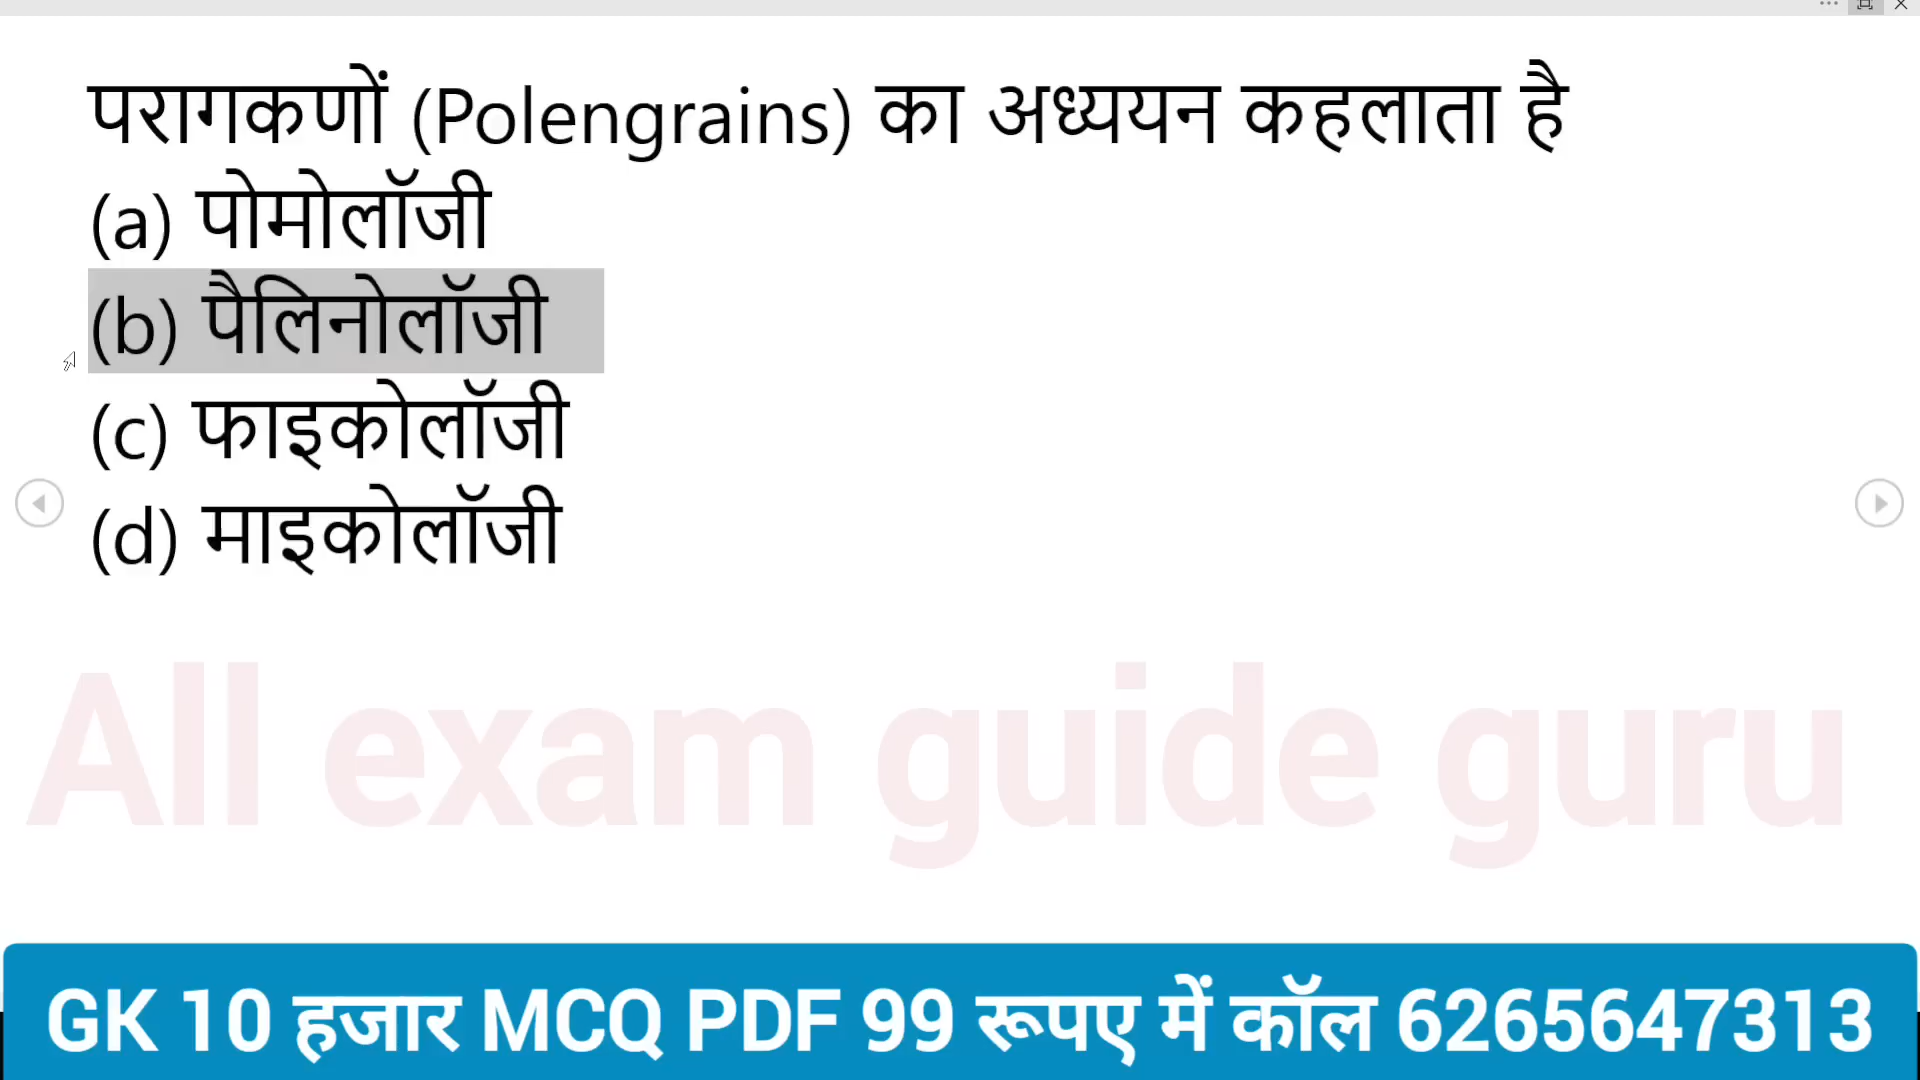 परागकणों (Polengrains) का अध्ययन कहलाता है
(a) पोमोलॉजी
(b) पैलिनोलॉजी
(c) फाइकोलॉजी
(d) माइकोलॉजी
All exam guide guru
GK 10 हजार MCQ PDF 99 रूपए में कॉल 6265647313